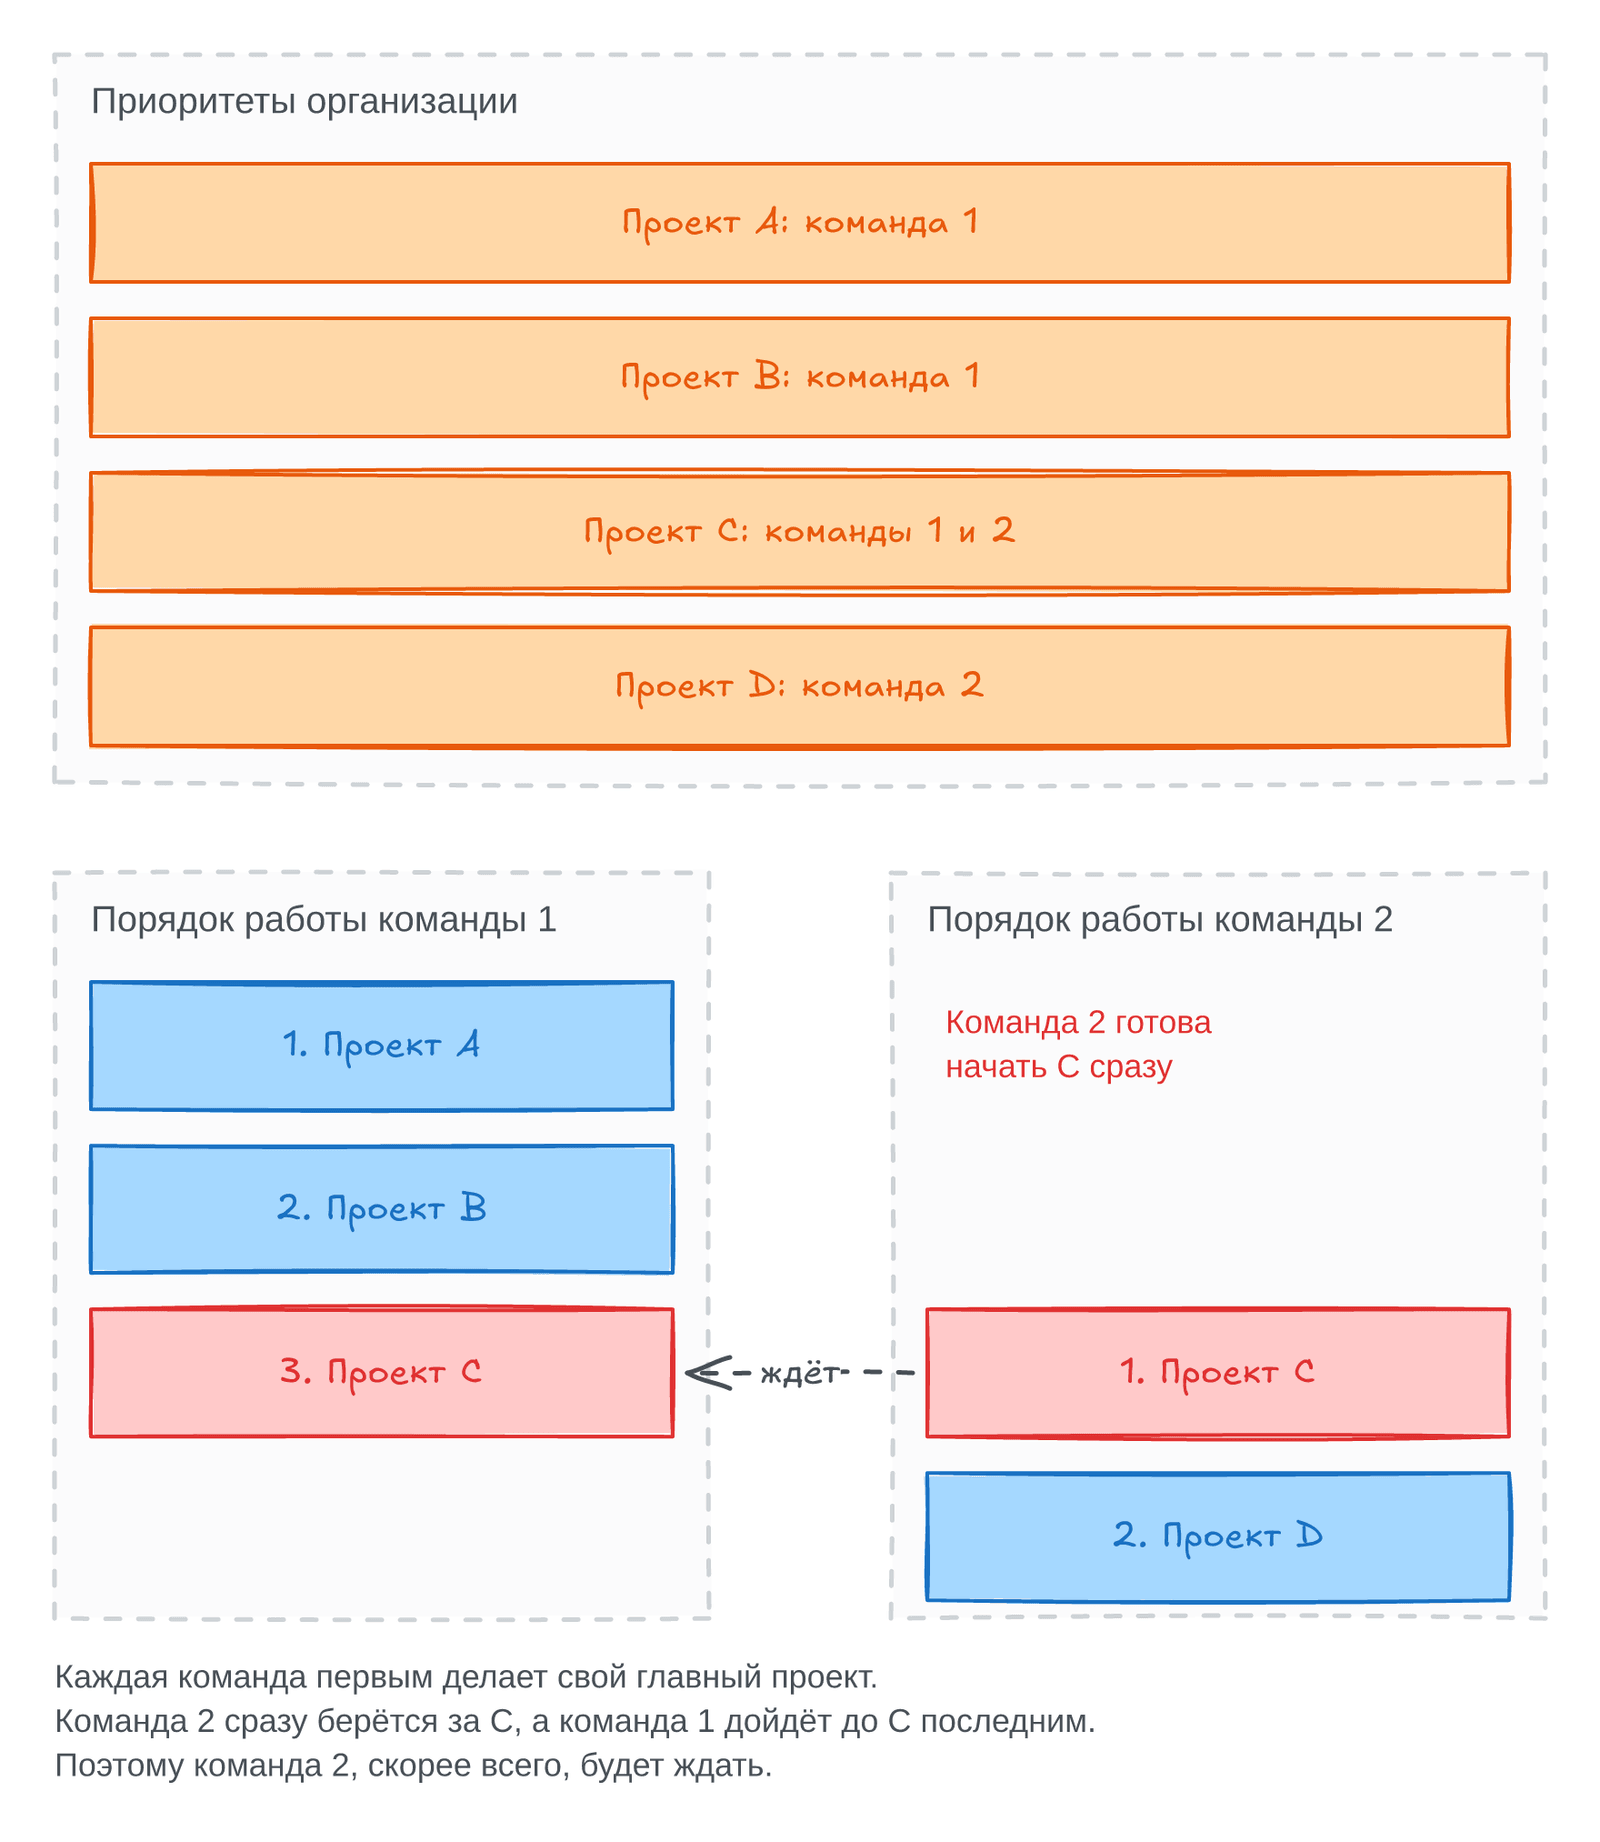 Приоритеты организации
Проект A: команда 1
Проект B: команда 1
Проект C: команды 1 и 2
Проект D: команда 2
Порядок работы команды 1
1. Проект A
2. Проект B
3. Проект C
ждёт
Порядок работы команды 2
Команда 2 готова
начать C сразу
1. Проект C
2. Проект D
Каждая команда первым делает свой главный проект.
Команда 2 сразу берётся за C, а команда 1 дойдёт до C последним.
Поэтому команда 2, скорее всего, будет ждать.